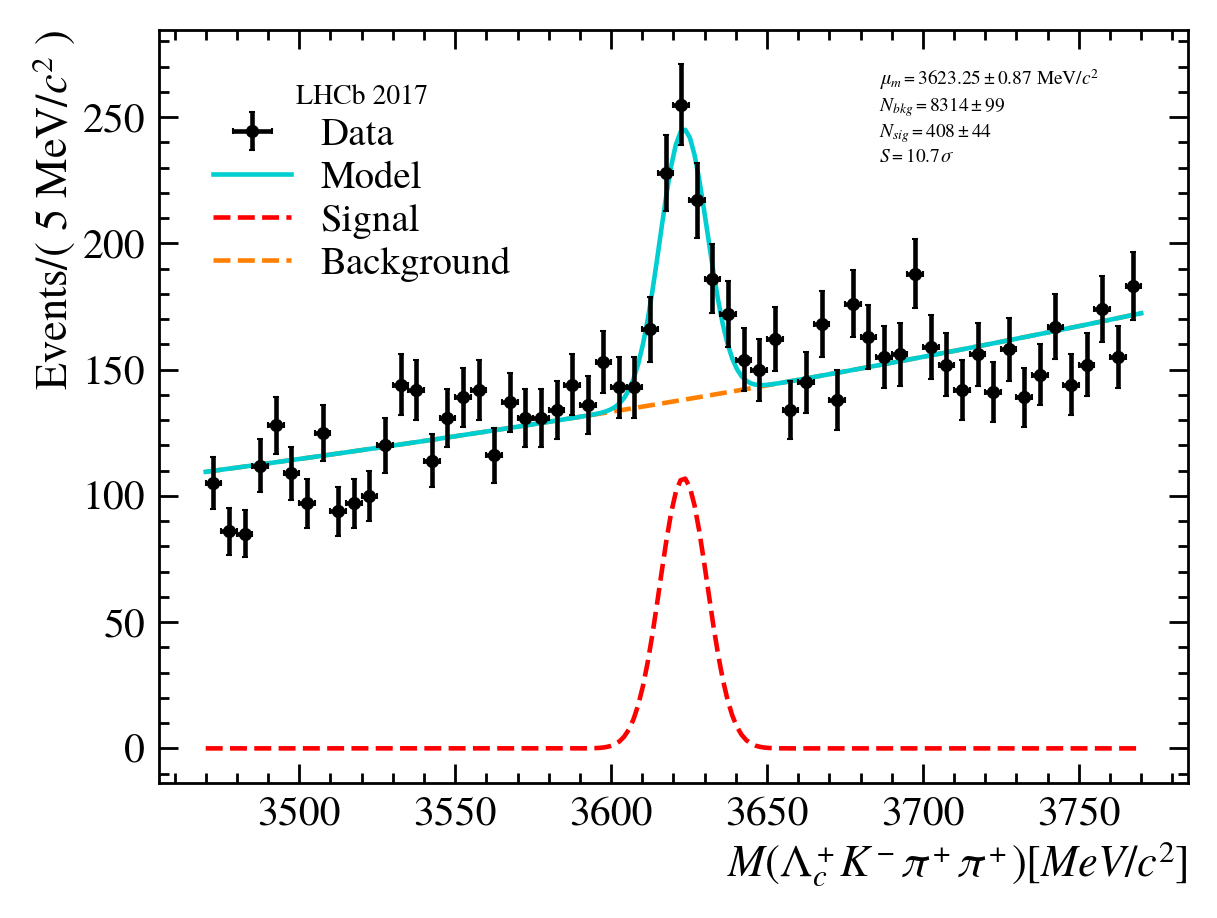 Events/( 5 MeV/c² )
250
200
150
100
50
0
LHCb 2017
Data
Model
Signal
Background
μ_m = 3623.25 ± 0.87 MeV/c²
N_bkg = 8314 ± 99
N_sig = 408 ± 44
S = 10.7σ
3500 3550 3600 3650 3700 3750
M(Λ_c⁺K⁻π⁺π⁺)[MeV/c²]